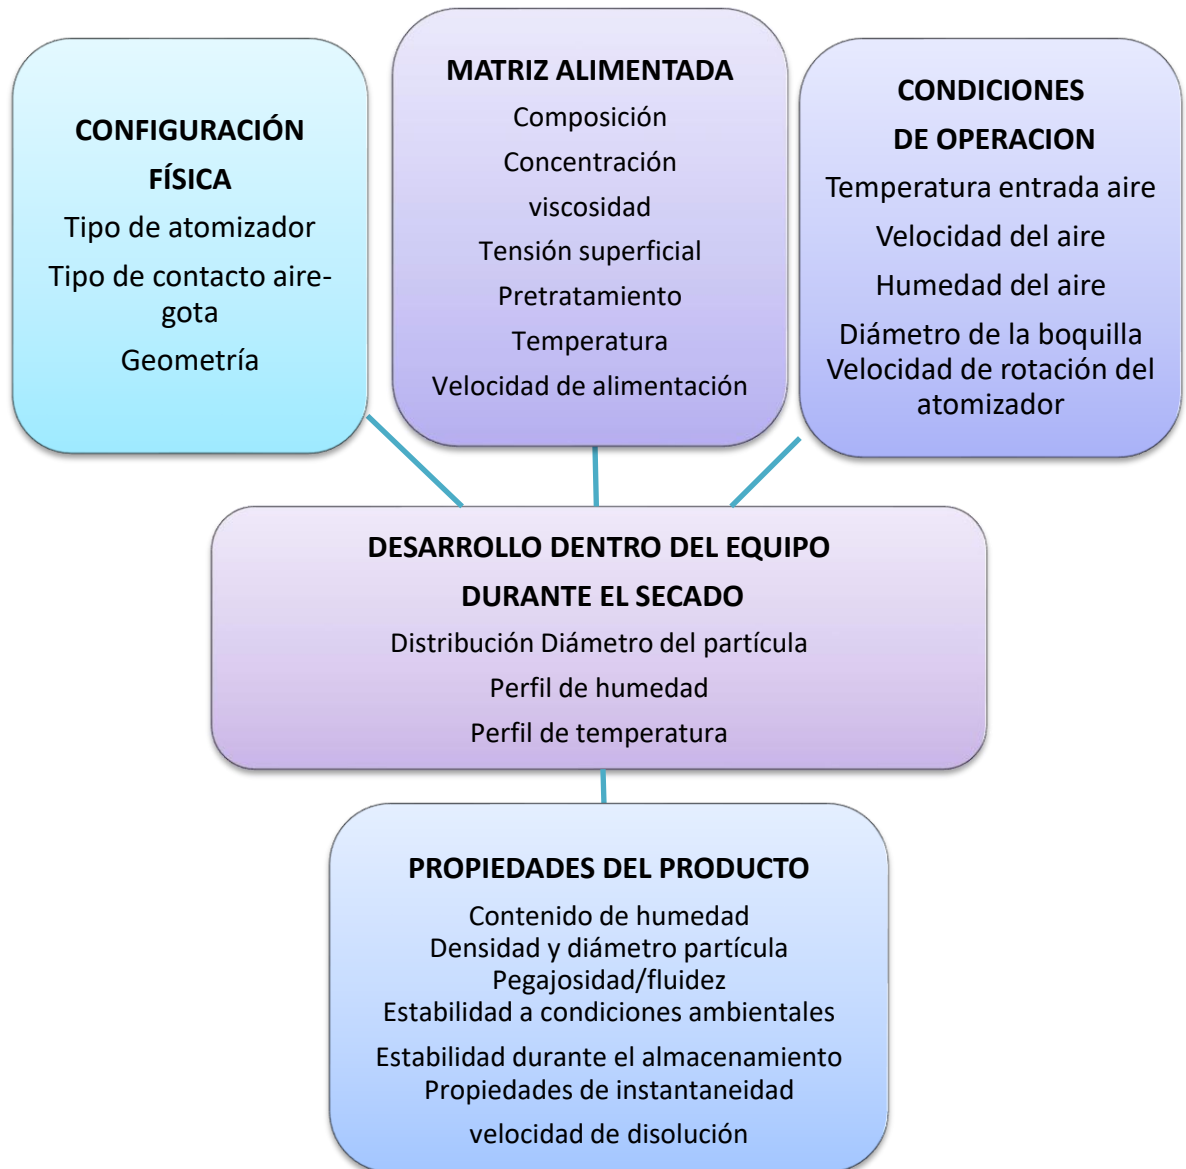 CONFIGURACIÓN
FÍSICA
Tipo de atomizador
Tipo de contacto aire-
gota
Geometría
MATRIZ ALIMENTADA
Composición
Concentración
viscosidad
Tensión superficial
Pretratamiento
Temperatura
Velocidad de alimentación
CONDICIONES
DE OPERACION
Temperatura entrada aire
Velocidad del aire
Humedad del aire
Diámetro de la boquilla
Velocidad de rotación del
atomizador
DESARROLLO DENTRO DEL EQUIPO
DURANTE EL SECADO
Distribución Diámetro del partícula
Perfil de humedad
Perfil de temperatura
PROPIEDADES DEL PRODUCTO
Contenido de humedad
Densidad y diámetro partícula
Pegajosidad/fluidez
Estabilidad a condiciones ambientales
Estabilidad durante el almacenamiento
Propiedades de instantaneidad
velocidad de disolución